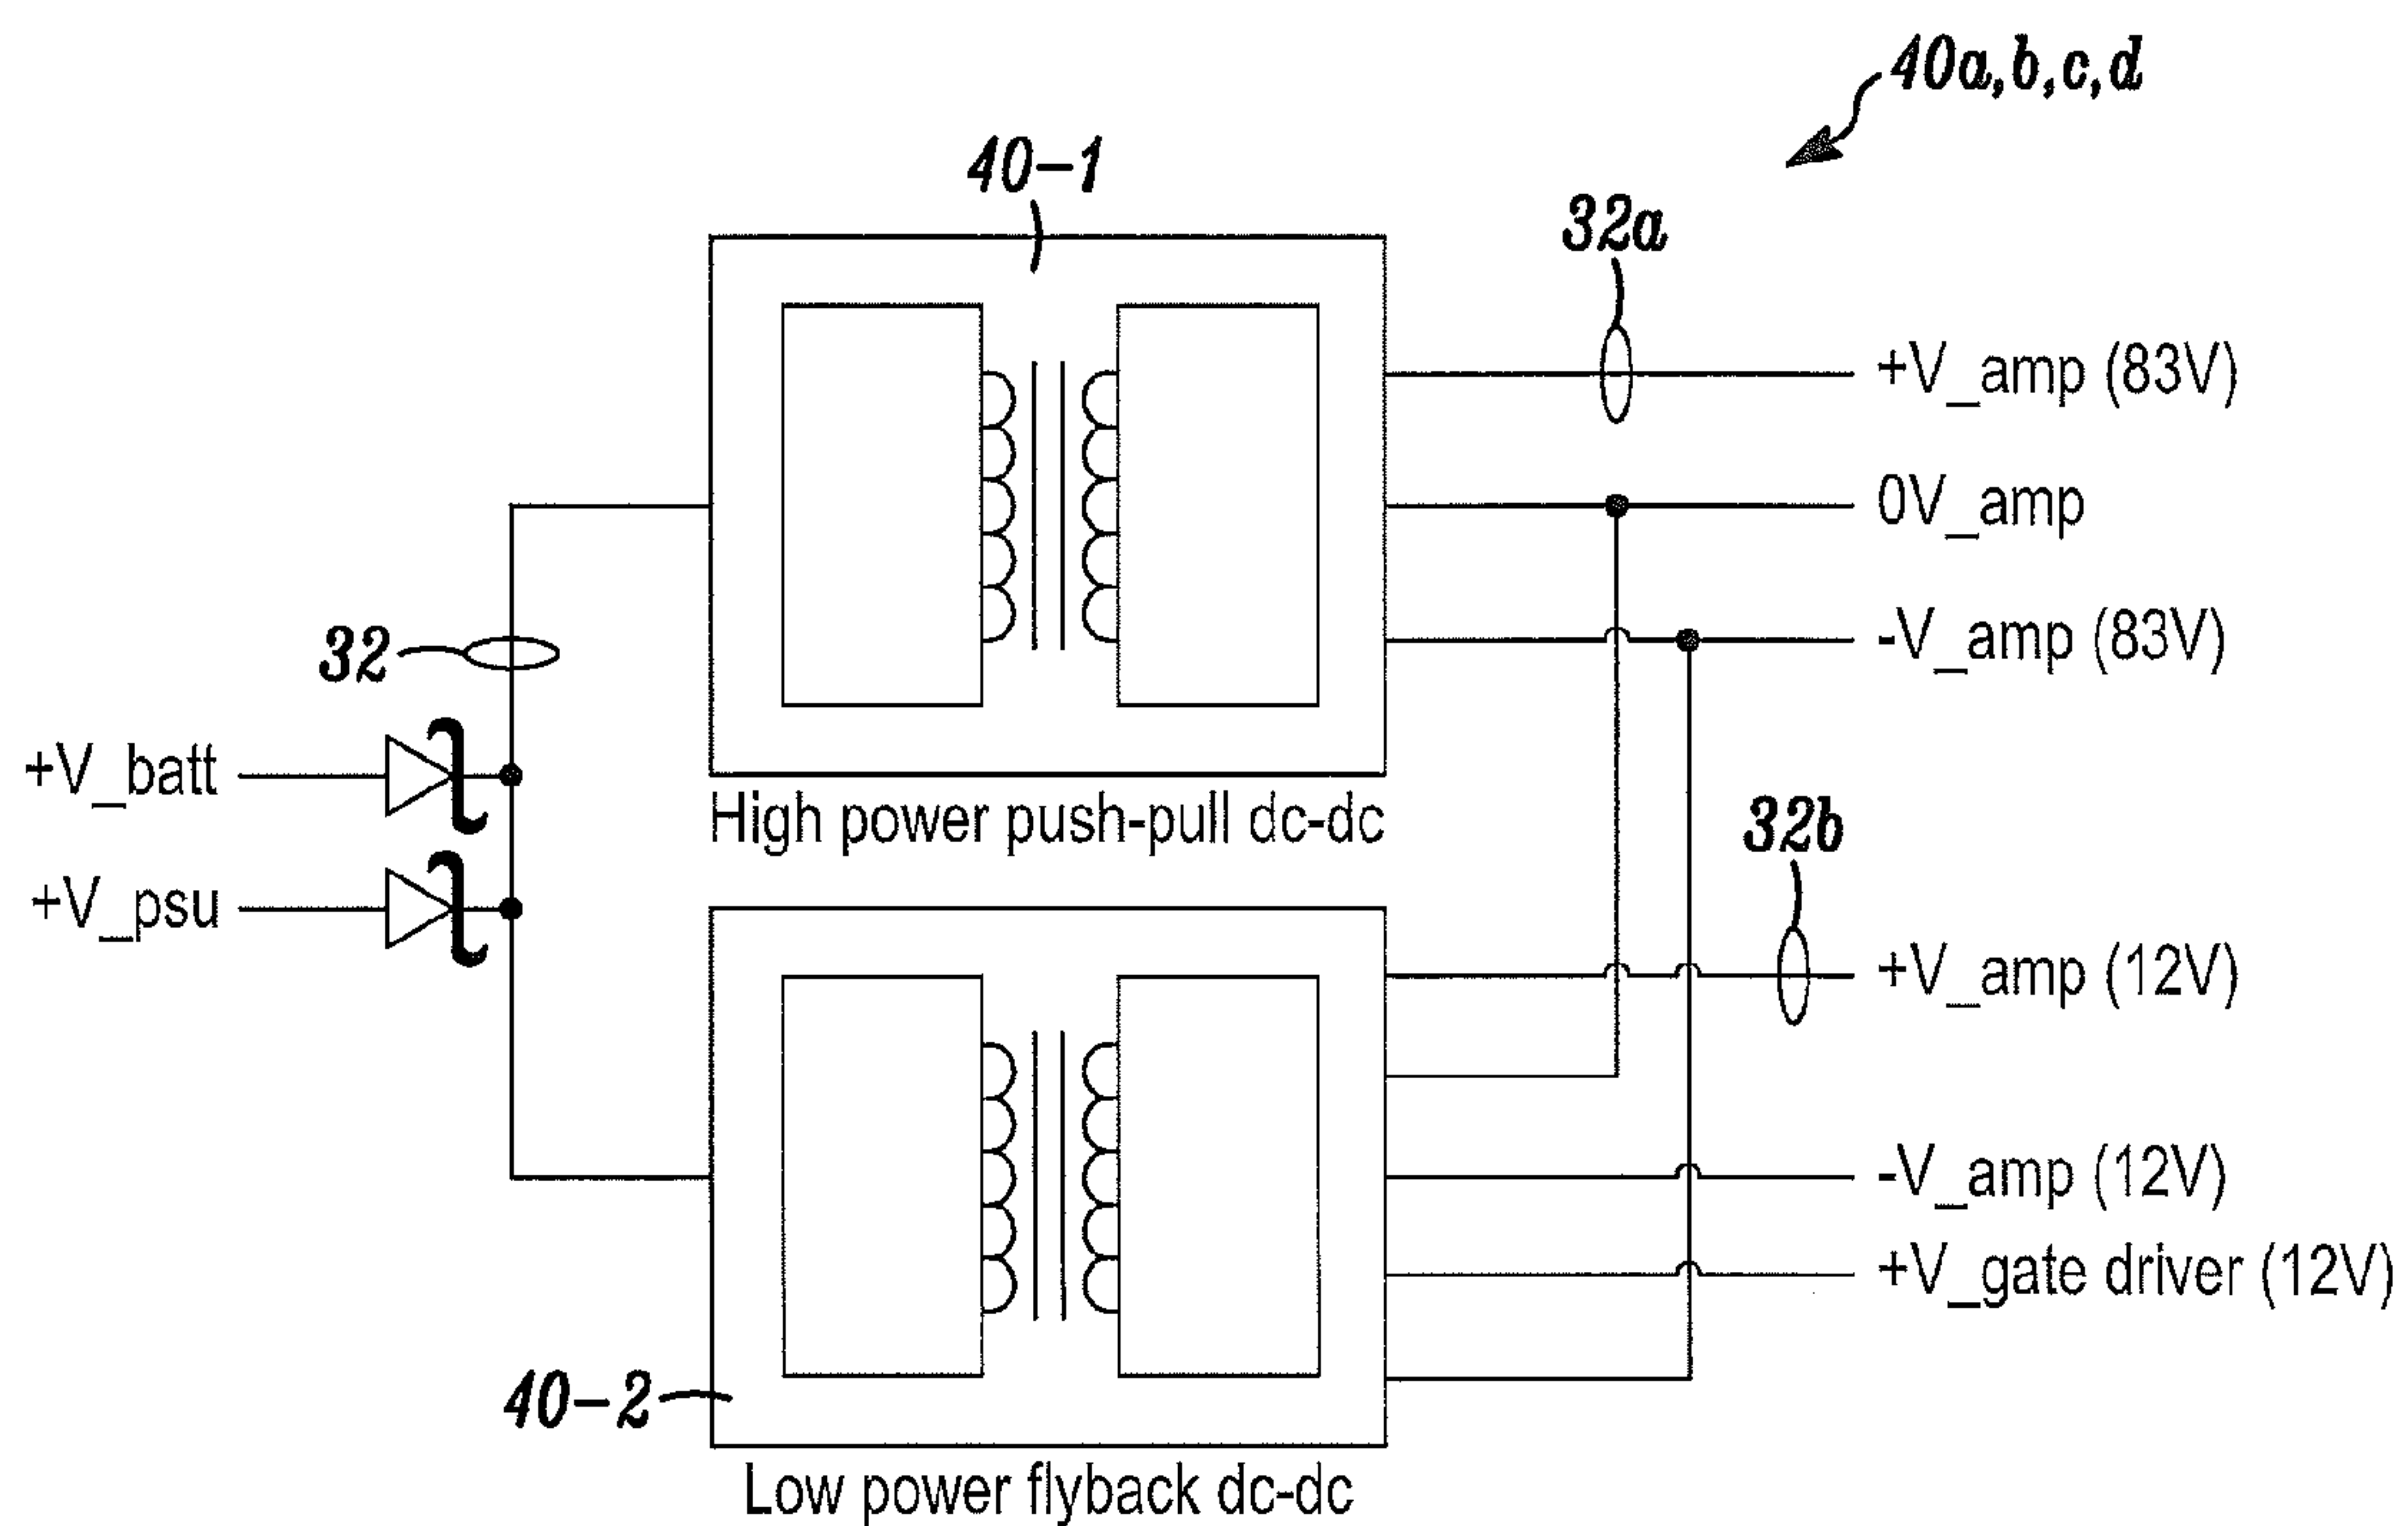 40a,b,c,d
40-1
32a
+V_amp (83V)
0V_amp
-V_amp (83V)
32
+V_batt
+V_psu
High power push-pull dc-dc
32b
+V_amp (12V)
-V_amp (12V)
+V_gate driver (12V)
40-2
Low power flyback dc-dc